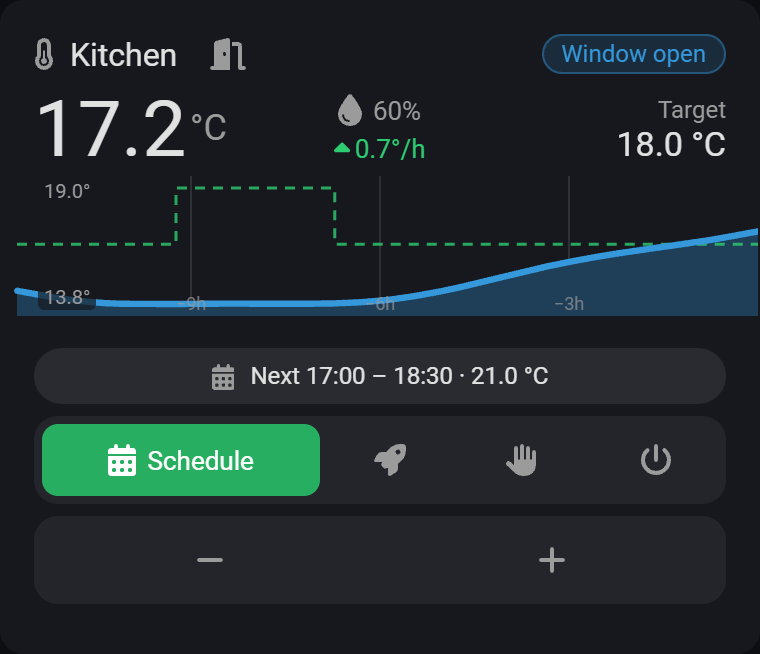 Kitchen
Window open
17.2 °C
60%
0.7°/h
Target
18.0 °C
19.0°
13.8°
−9h
−6h
−3h
Next 17:00 – 18:30 · 21.0 °C
Schedule